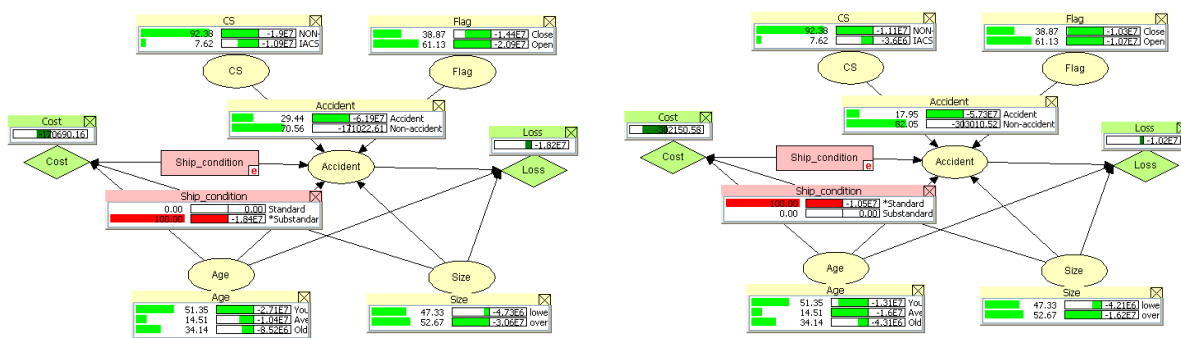 CS
92.38 -1.9E7 NON-
7.62 -1.09E7 IACS
Flag
38.87 -1.44E7 Close
61.13 -2.09E7 Open
CS
Flag
Accident
29.44 -6.19E7 Accident
70.56 -171022.61 Non-accident
Cost
-170690.16
Loss
-1.82E7
Cost
Ship_condition
e
Accident
Loss
Ship_condition
0.00 0.00 Standard
100.00 -1.84E7 *Substandar
Age
Size
Age
51.35 -2.71E7 You
14.51 -1.04E7 Ave
34.14 -8.52E6 Old
Size
47.33 -4.73E6 lowe
52.67 -3.06E7 over
CS
92.38 -1.11E7 NON-
7.62 -3.6E6 IACS
Flag
38.87 -1.03E7 Close
61.13 -1.07E7 Open
CS
Flag
Accident
17.95 -5.73E7 Accident
82.05 -303010.52 Non-accident
Cost
-302150.58
Loss
-1.02E7
Cost
Ship_condition
e
Accident
Loss
Ship_condition
100.00 -1.05E7 *Standard
0.00 0.00 Substandard
Age
Size
Age
51.35 -1.31E7 You
14.51 -1.6E7 Ave
34.14 -4.31E6 Old
Size
47.33 -4.21E6 lowe
52.67 -1.62E7 over